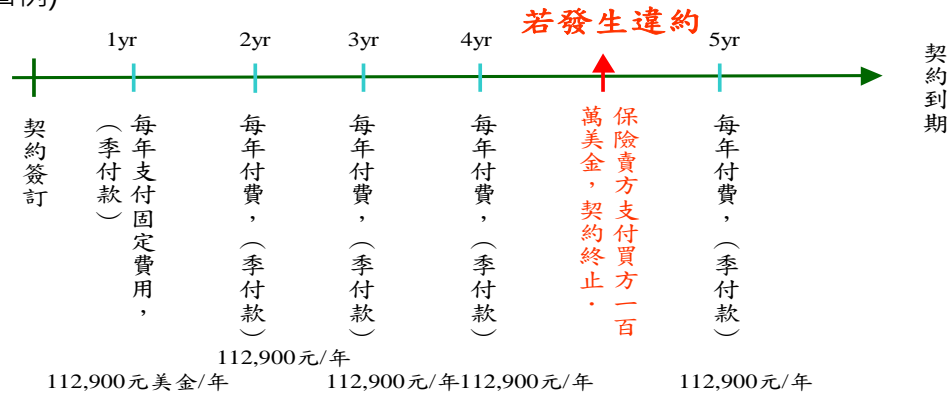 圖例)
若發生違約
1yr
2yr
3yr
4yr
5yr
契約到期
契約簽訂
每年支付固定費用，
（季付款）
每年付費，（季付款）
每年付費，（季付款）
每年付費，（季付款）
保險賣方支付買方一百
萬美金，契約終止．
每年付費，（季付款）
112,900元美金/年
112,900元/年
112,900元/年
112,900元/年
112,900元/年